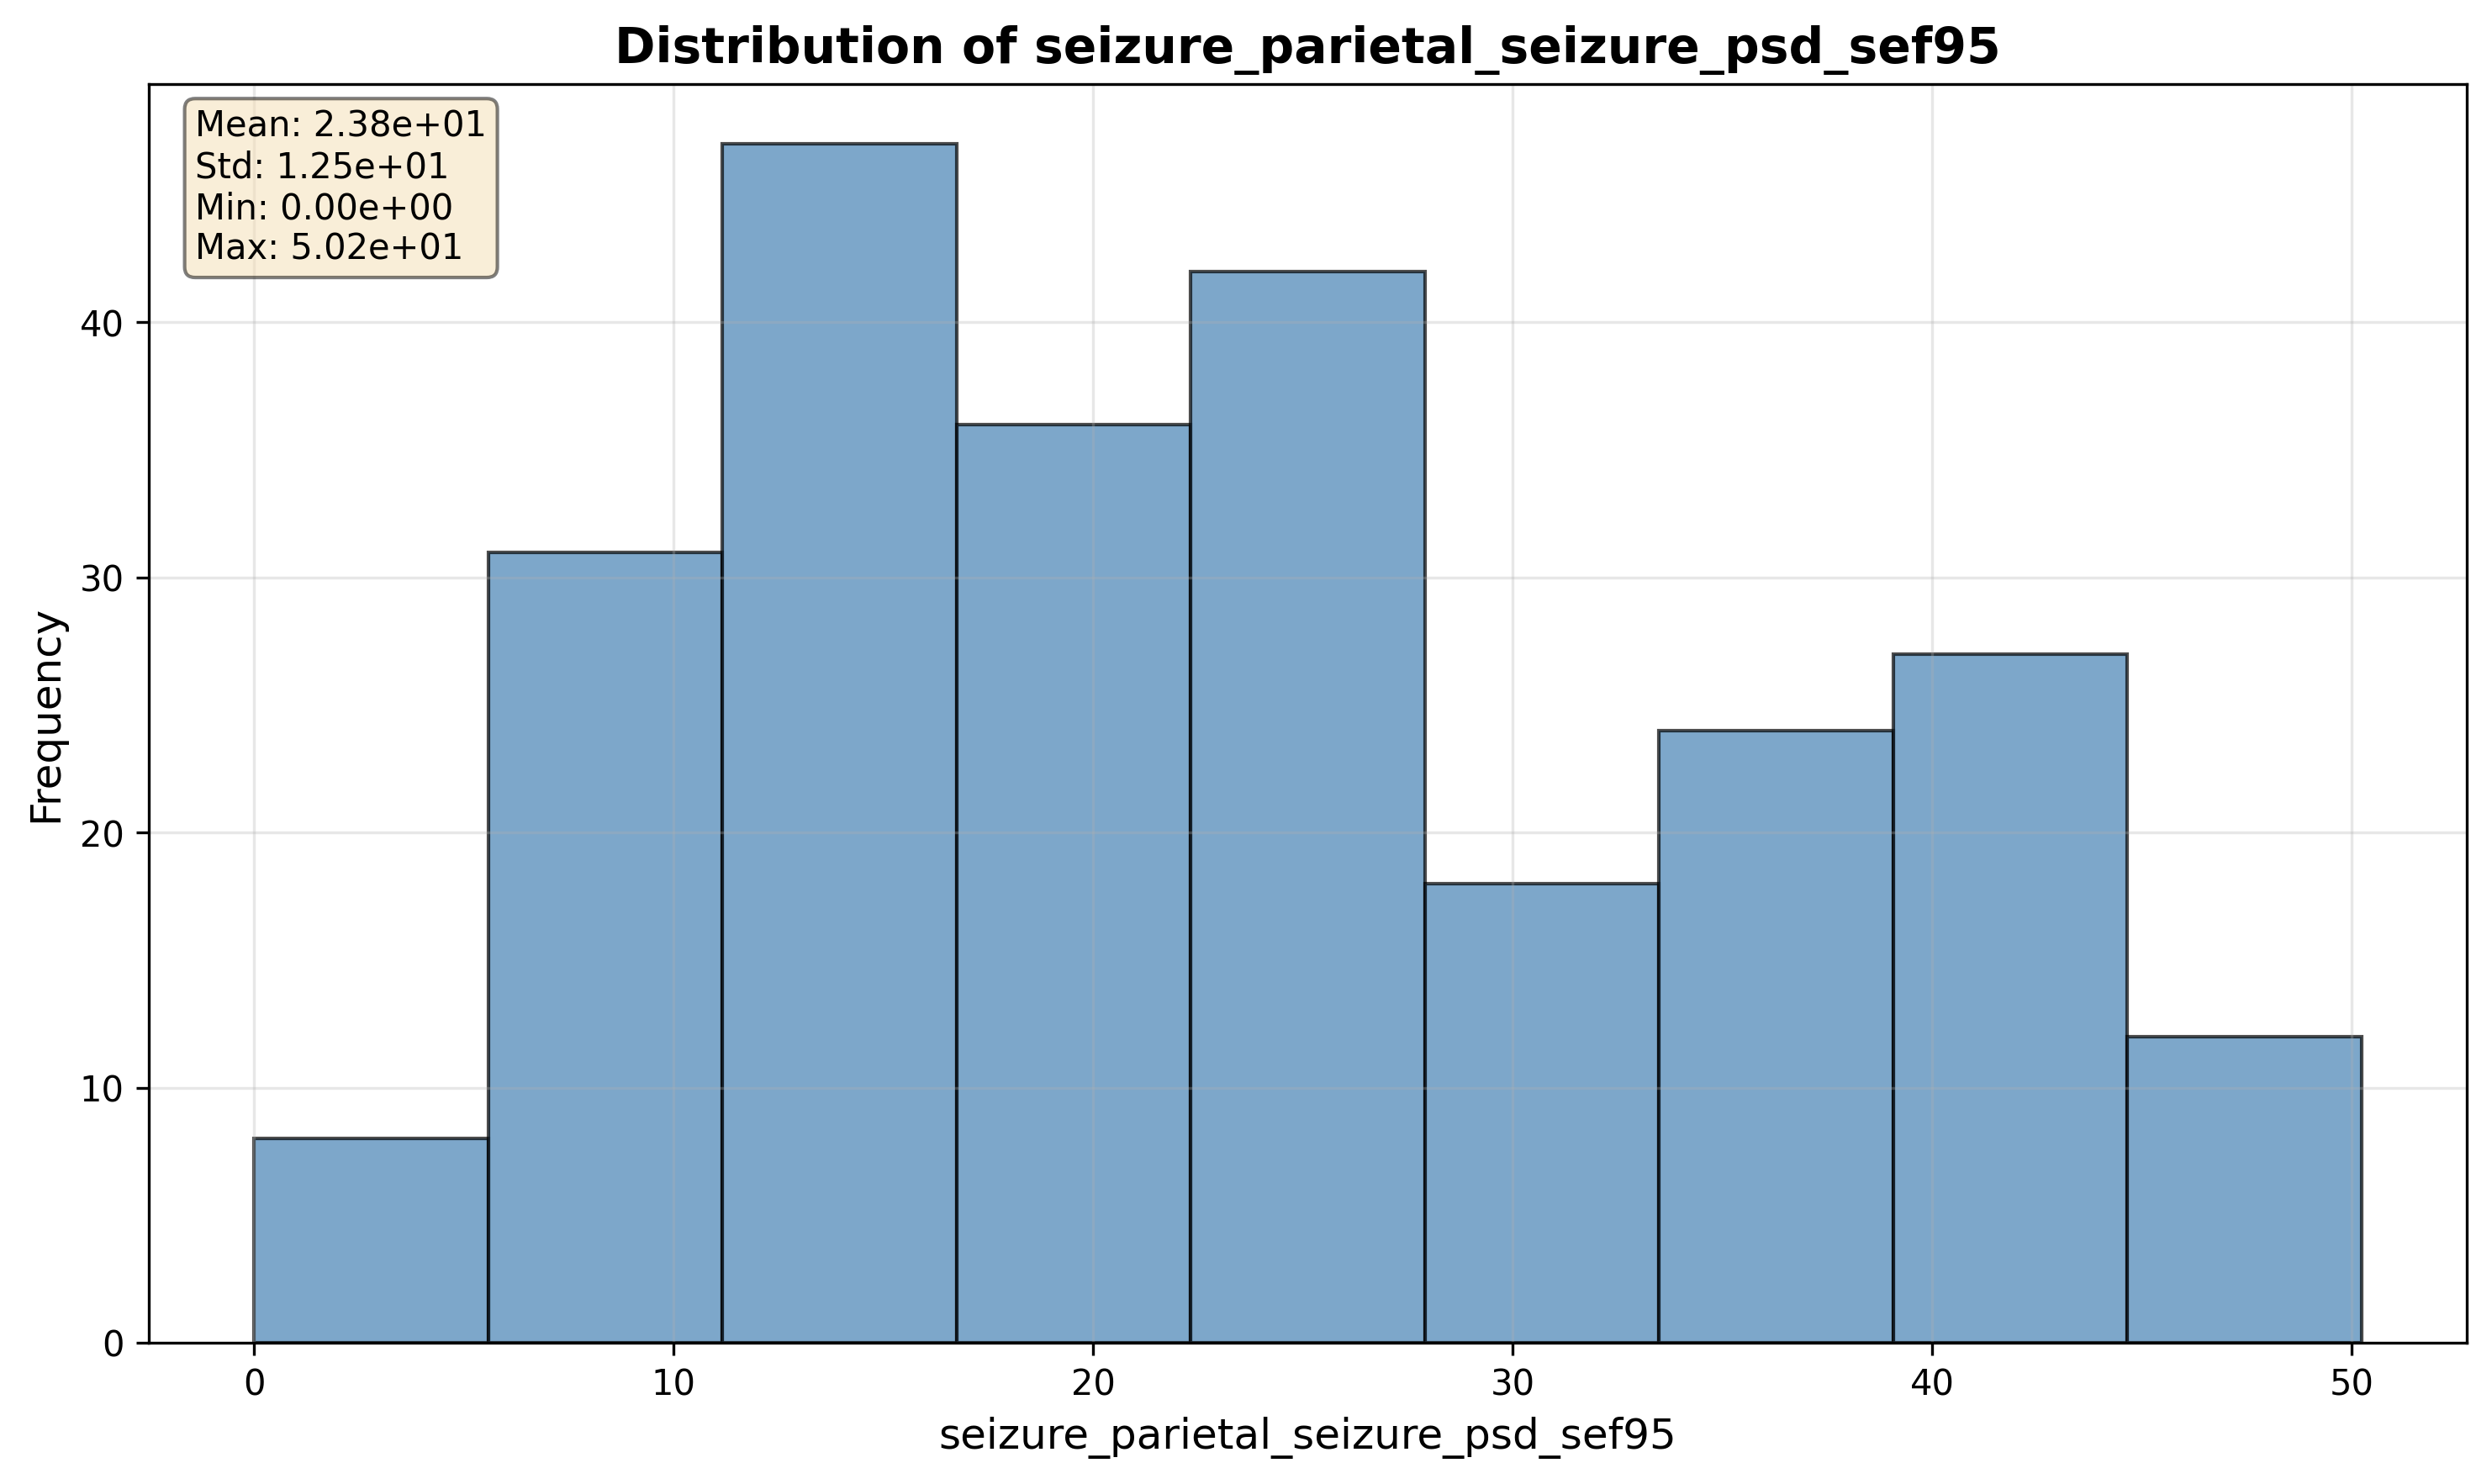 Distribution of seizure_parietal_seizure_psd_sef95
Mean: 2.38e+01
Std: 1.25e+01
Min: 0.00e+00
Max: 5.02e+01
Frequency
40
30
20
10
0
0 10 20 30 40 50
seizure_parietal_seizure_psd_sef95